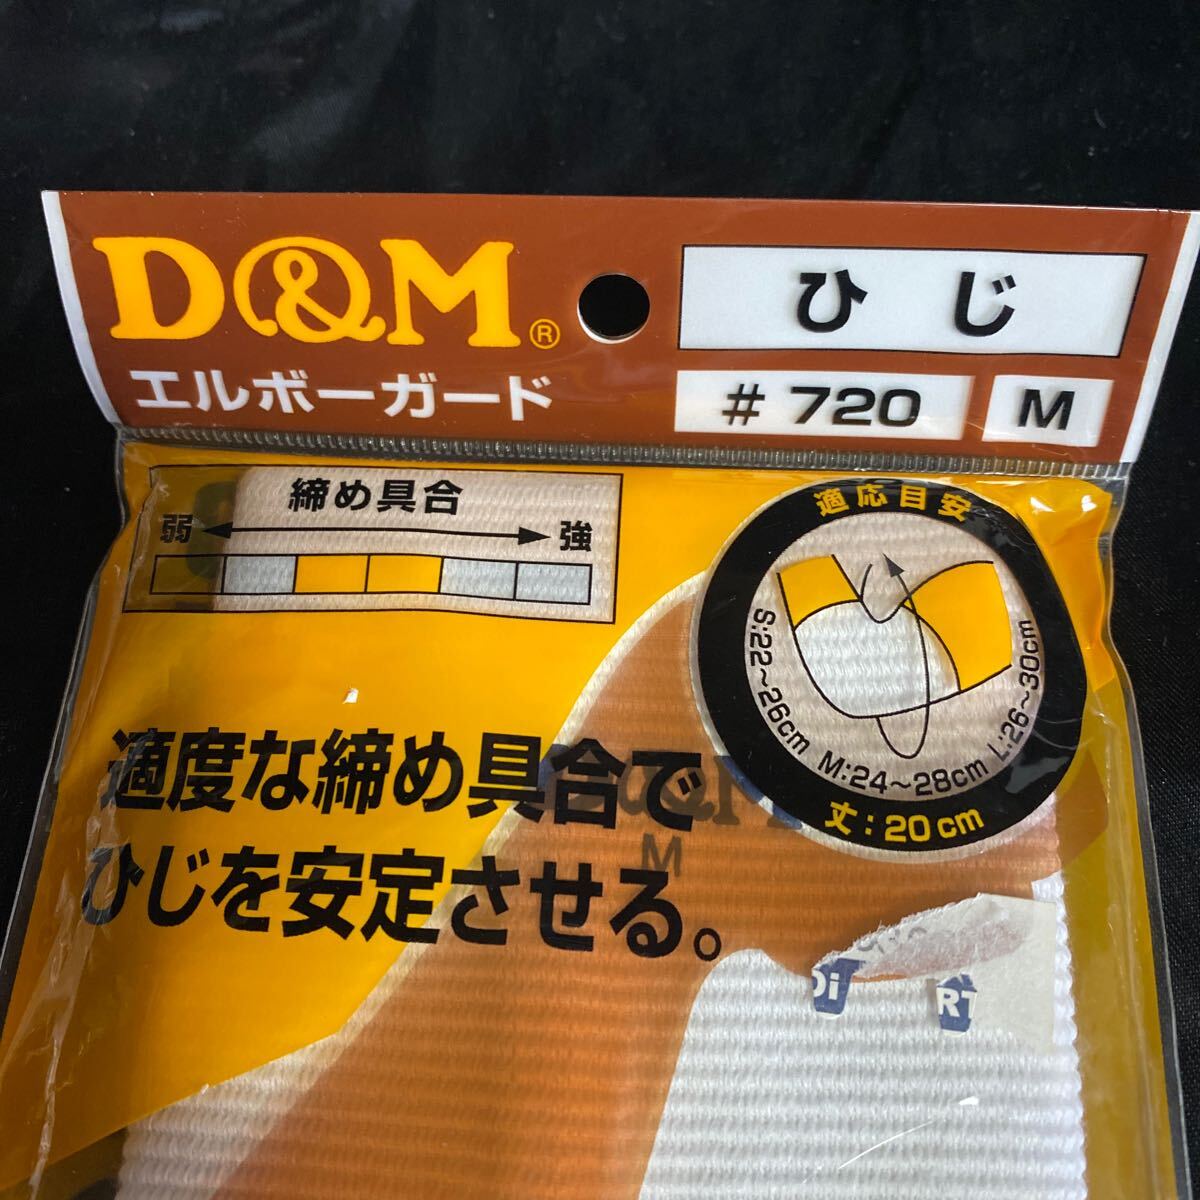 D&M®
エルボーガード
ひじ
# 720 M
締め具合
弱 強
適応目安
S:22～26cm M:24～28cm L:26～30cm
丈:20cm
適度な締め具合で
ひじを安定させる。
D&M
M
Di
RT